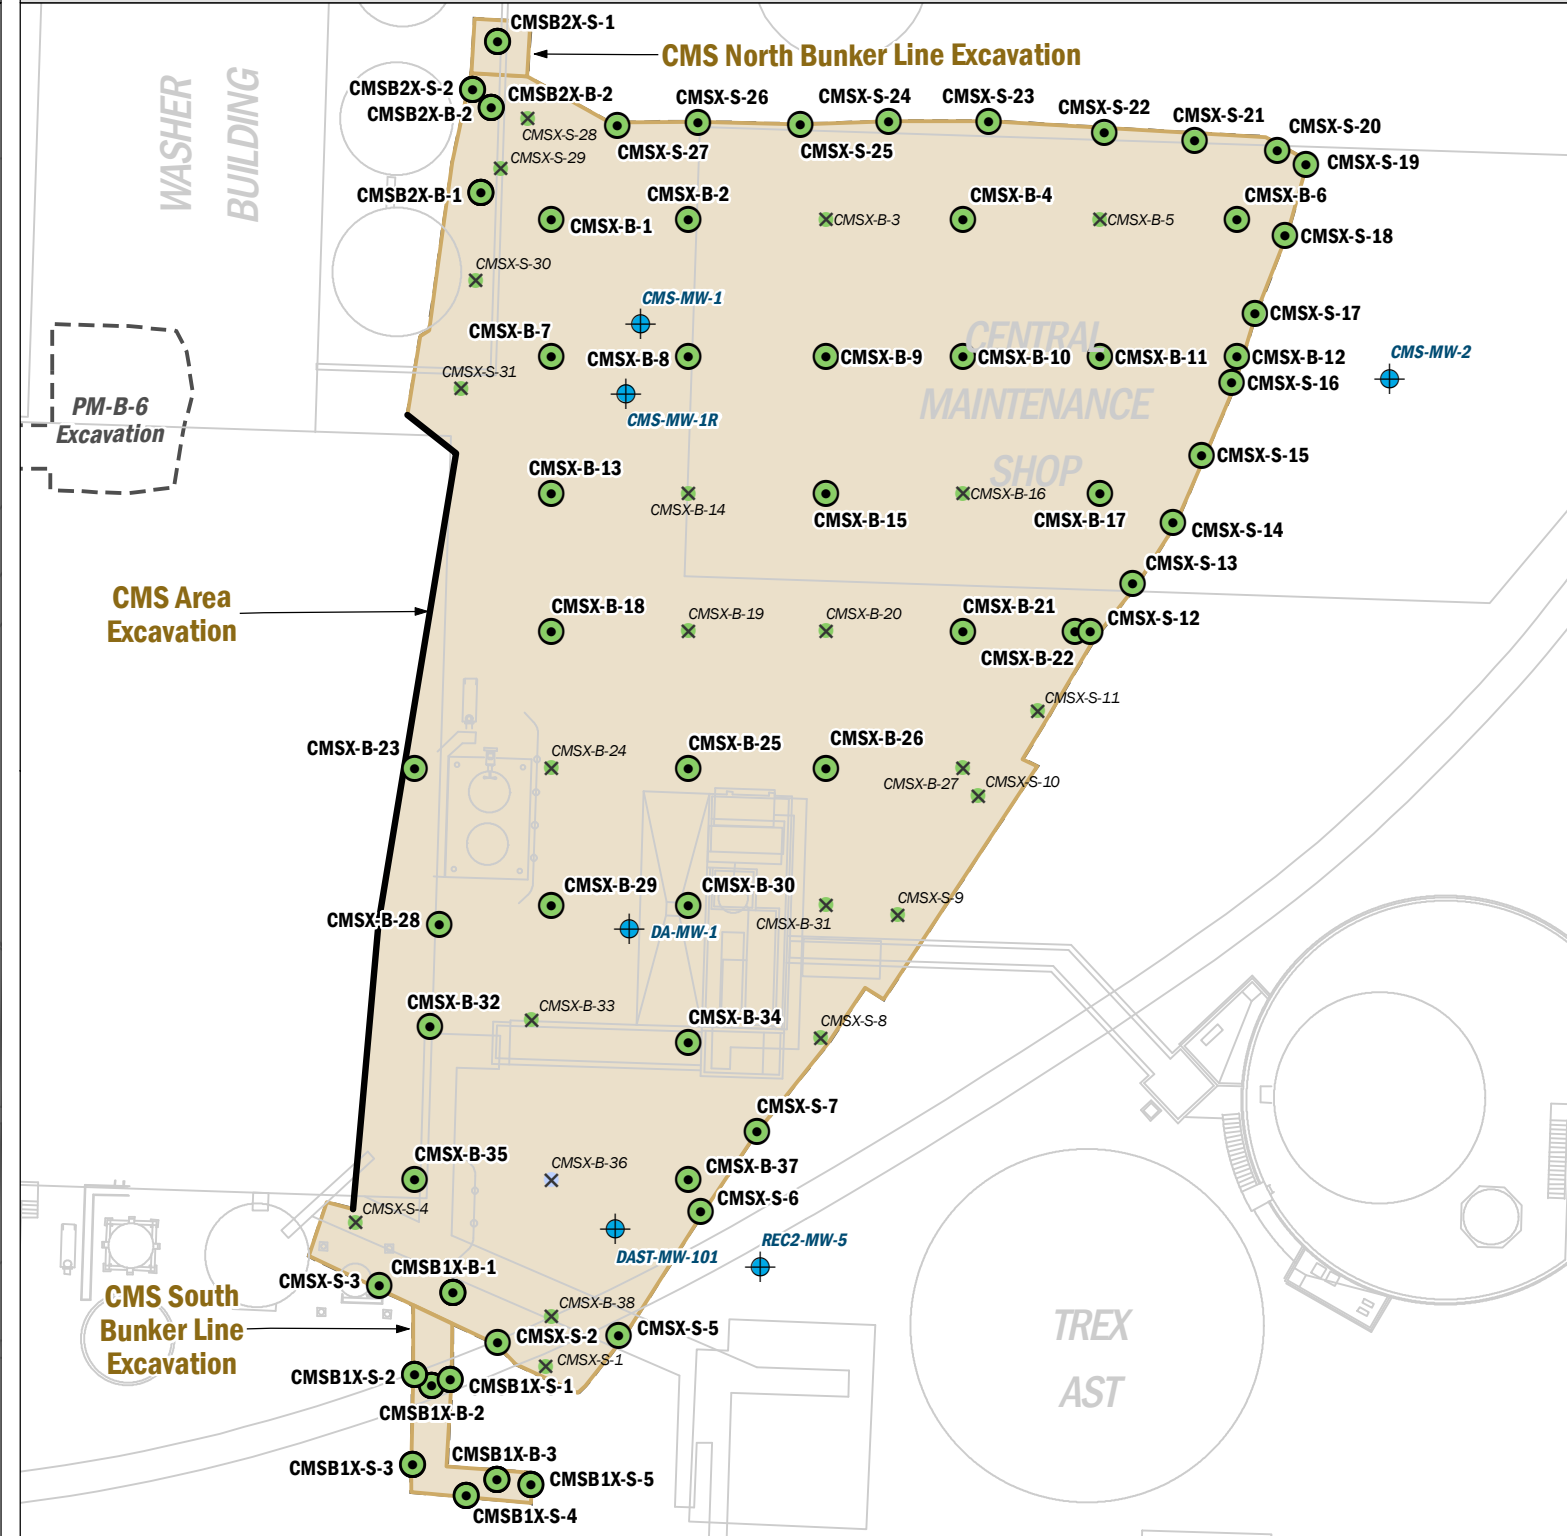 CMSB2X-S-1
CMS North Bunker Line Excavation
WASHER
BUILDING
CMSB2X-S-2
CMSB2X-B-2
CMSB2X-B-2
CMSX-S-28
CMSX-S-29
CMSX-S-27
CMSX-S-26
CMSX-S-25
CMSX-S-24
CMSX-S-23
CMSX-S-22
CMSX-S-21
CMSX-S-20
CMSX-S-19
CMSB2X-B-1
CMSX-B-1
CMSX-B-2
CMSX-B-3
CMSX-B-4
CMSX-B-5
CMSX-B-6
CMSX-S-18
CMSX-S-30
CMS-MW-1
CMSX-S-17
CMSX-B-7
CMSX-B-8
CMSX-B-9
CMSX-B-10
CMSX-B-11
CMSX-B-12
CENTRAL
MAINTENANCE
SHOP
CMS-MW-2
CMSX-S-31
CMS-MW-1R
CMSX-S-16
PM-B-6
Excavation
CMSX-S-15
CMSX-B-13
CMSX-B-14
CMSX-B-15
CMSX-B-16
CMSX-B-17
CMSX-S-14
CMSX-S-13
CMS Area
Excavation
CMSX-B-18
CMSX-B-19
CMSX-B-20
CMSX-B-21
CMSX-B-22
CMSX-S-12
CMSX-S-11
CMSX-B-23
CMSX-B-24
CMSX-B-25
CMSX-B-26
CMSX-B-27
CMSX-S-10
CMSX-B-28
CMSX-B-29
CMSX-B-30
CMSX-B-31
CMSX-S-9
DA-MW-1
CMSX-B-32
CMSX-B-33
CMSX-B-34
CMSX-S-8
CMSX-S-7
CMSX-B-35
CMSX-B-36
CMSX-B-37
CMSX-S-6
CMSX-S-4
DAST-MW-101
REC2-MW-5
CMSX-S-3
CMSB1X-B-1
CMS South
Bunker Line
Excavation
CMSX-B-38
CMSX-S-2
CMSX-S-5
CMSX-S-1
TREX
AST
CMSB1X-S-2
CMSB1X-S-1
CMSB1X-B-2
CMSB1X-S-3
CMSB1X-B-3
CMSB1X-S-5
CMSB1X-S-4